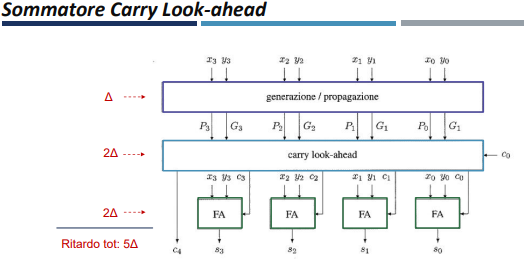 Sommatore Carry Look-ahead
x3 y3 x2 y2 x1 y1 x0 y0
Δ generazione / propagazione
P3 G3 P2 G2 P1 G1 P0 G1
2Δ carry look-ahead c0
x3 y3 c3 x2 y2 c2 x1 y1 c1 x0 y0 c0
2Δ FA FA FA FA
Ritardo tot: 5Δ c4 s3 s2 s1 s0